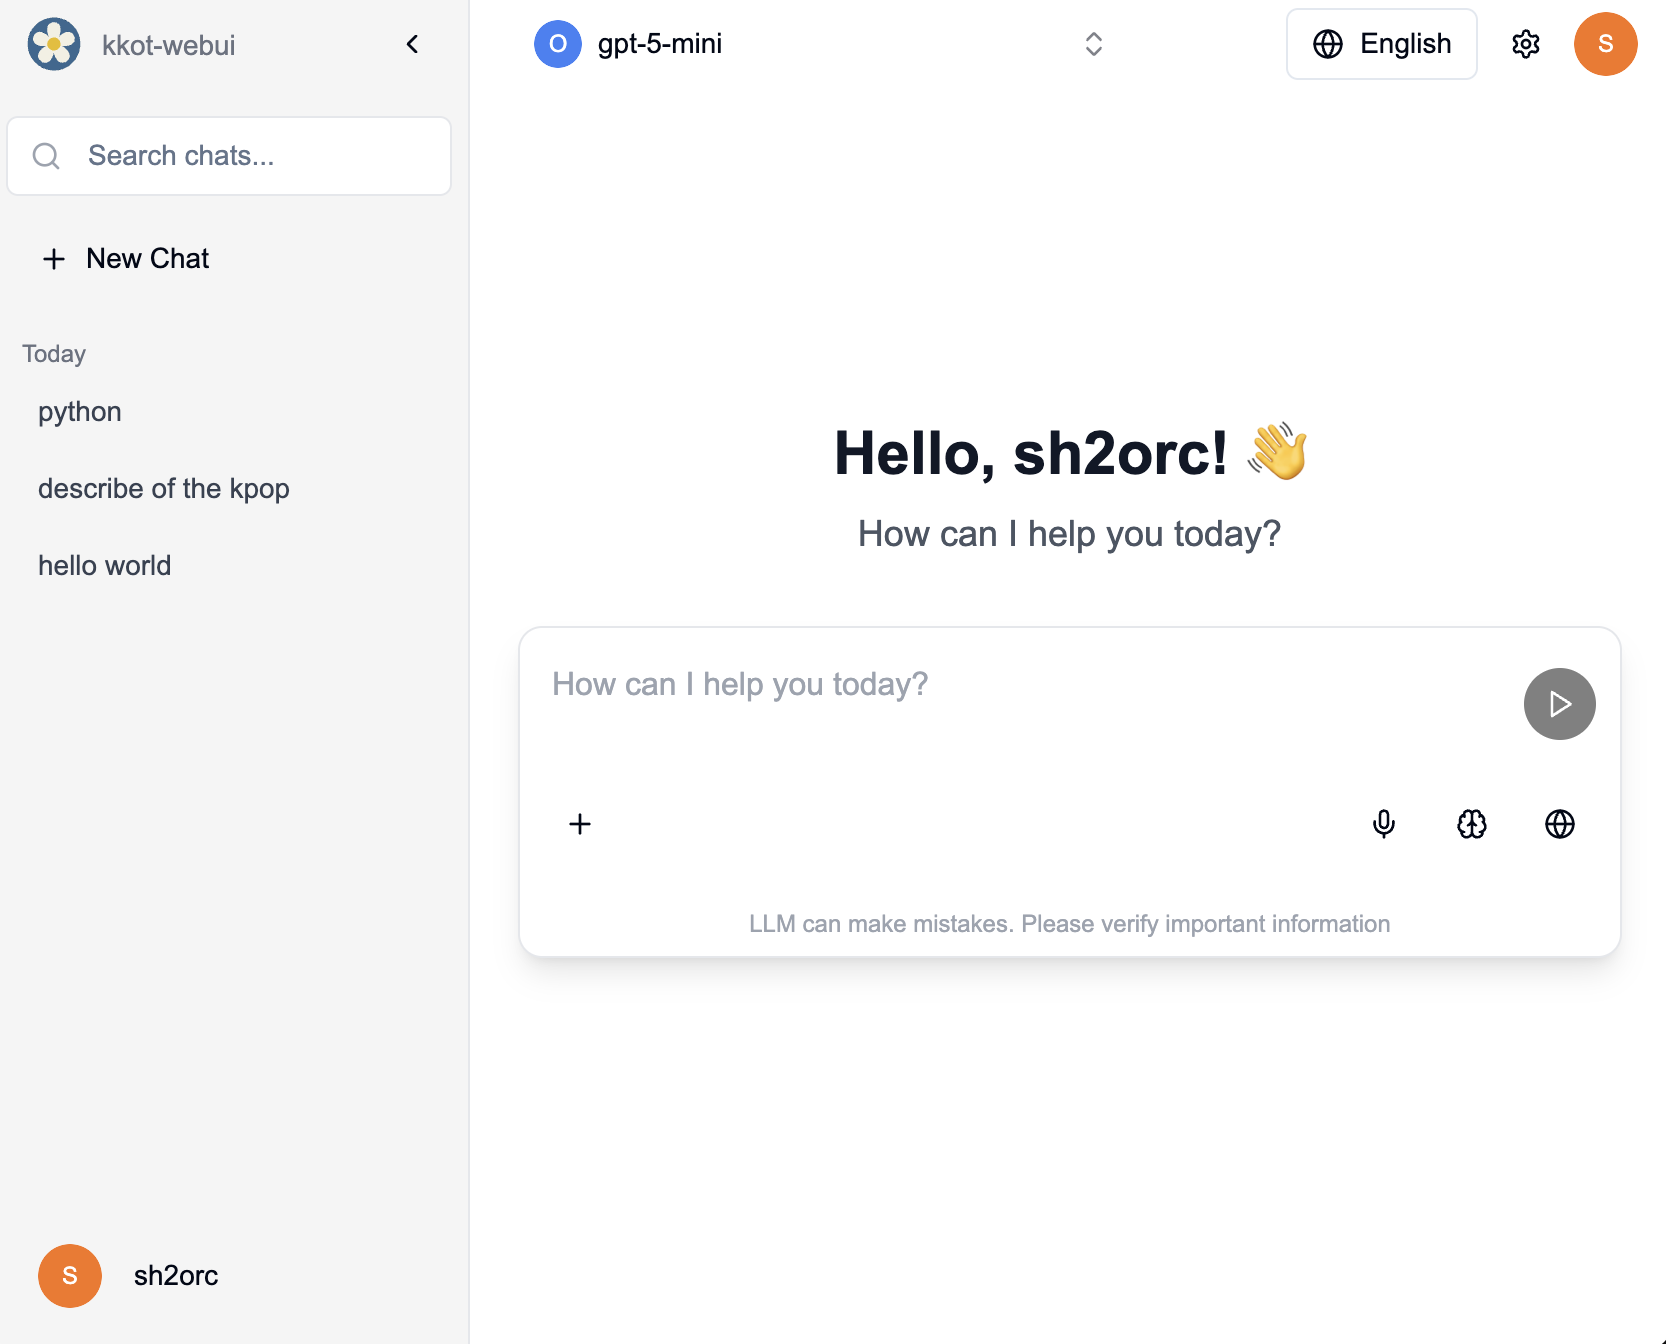 kkot-webui
Search chats...
New Chat
Today
python
describe of the kpop
hello world
S
sh2orc
O
gpt-5-mini
English
S
Hello, sh2orc! 👋
How can I help you today?
How can I help you today?
LLM can make mistakes. Please verify important information